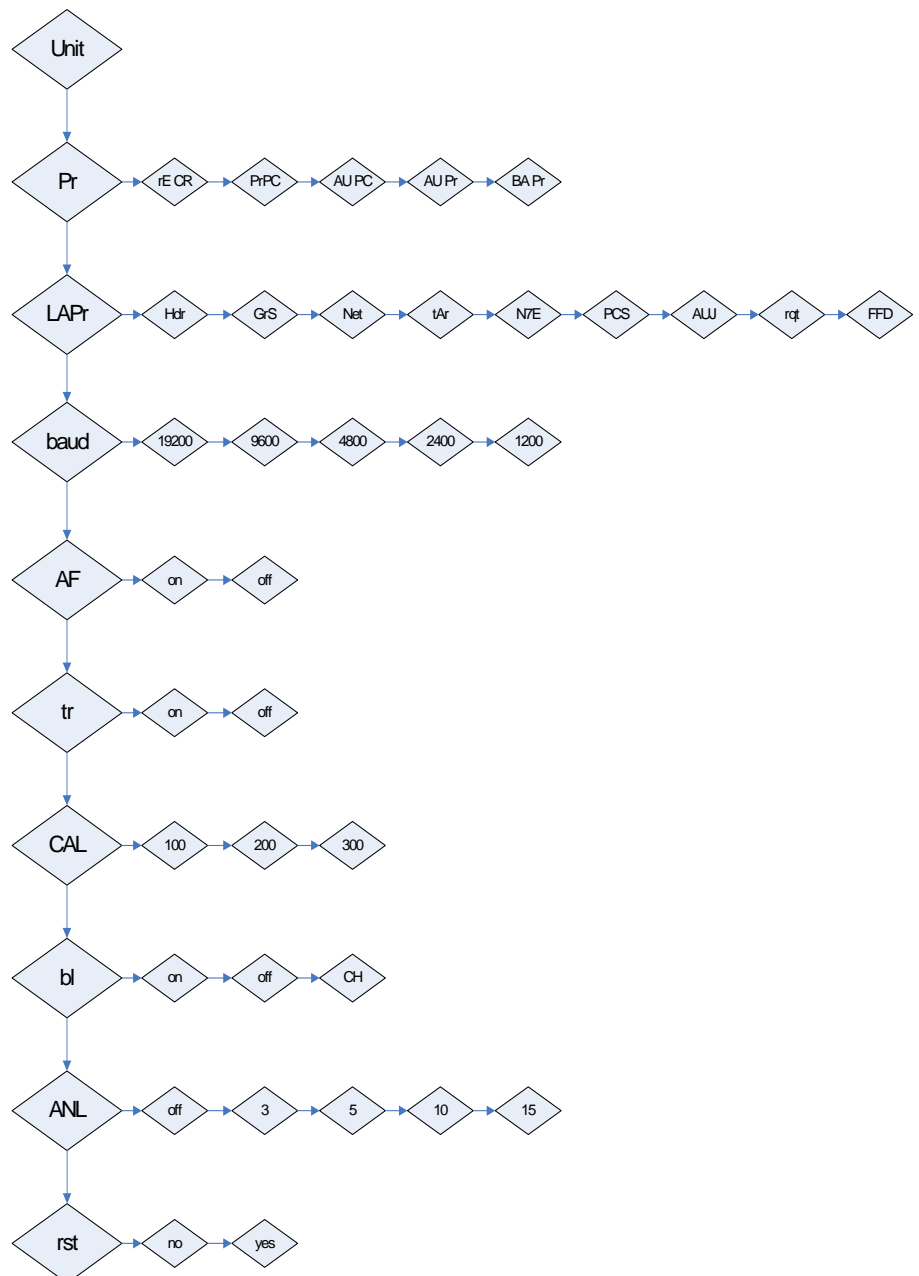 Unit
Pr rE CR PrPC AU PC AU Pr BA Pr
LAPr Hdr GrS Net tAr N7E PCS AUJ rqt FFD
baud 19200 9600 4800 2400 1200
AF on off
tr on off
CAL 100 200 300
bl on off CH
ANL off 3 5 10 15
rst no yes